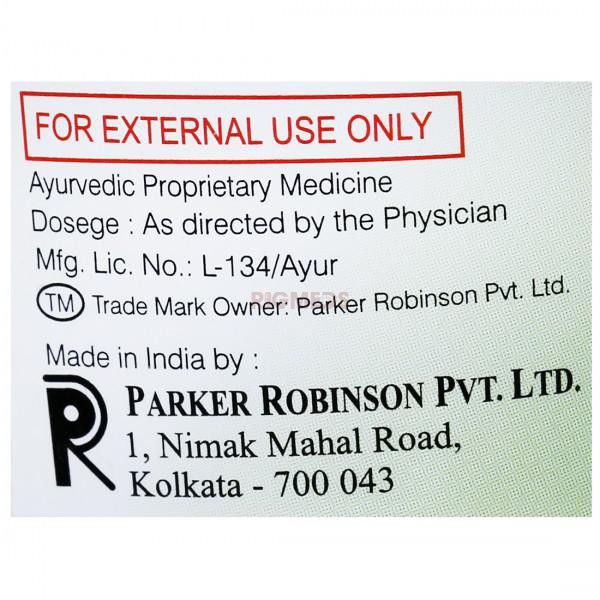 FOR EXTERNAL USE ONLY
Ayurvedic Proprietary Medicine
Dosege : As directed by the Physician
Mfg. Lic. No.: L-134/Ayur
TM Trade Mark Owner: Parker Robinson Pvt. Ltd.
BIGMEDS
Made in India by :
PARKER ROBINSON PVT. LTD.
1, Nimak Mahal Road,
Kolkata - 700 043